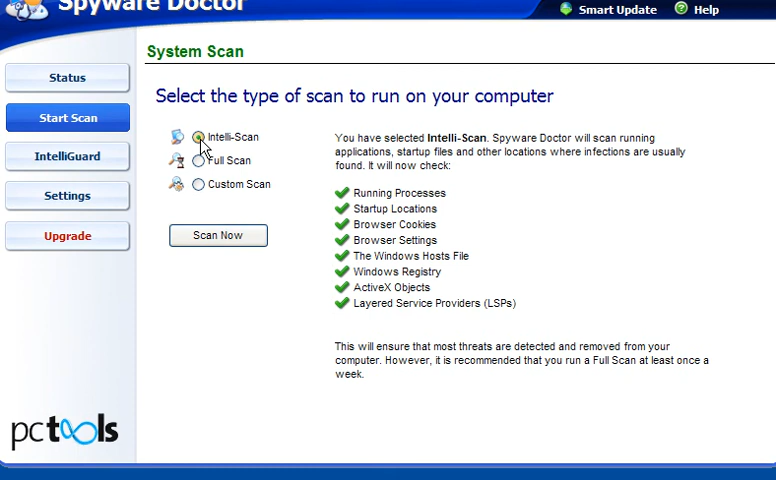 Spyware Doctor
Smart Update
Help
System Scan
Status
Start Scan
IntelliGuard
Settings
Upgrade
Select the type of scan to run on your computer
Intelli-Scan
Full Scan
Custom Scan
Scan Now
You have selected Intelli-Scan. Spyware Doctor will scan running
applications, startup files and other locations where infections are usually
found. It will now check:
Running Processes
Startup Locations
Browser Cookies
Browser Settings
The Windows Hosts File
Windows Registry
ActiveX Objects
Layered Service Providers (LSPs)
This will ensure that most threats are detected and removed from your
computer. However, it is recommended that you run a Full Scan at least once a
week.
pctools